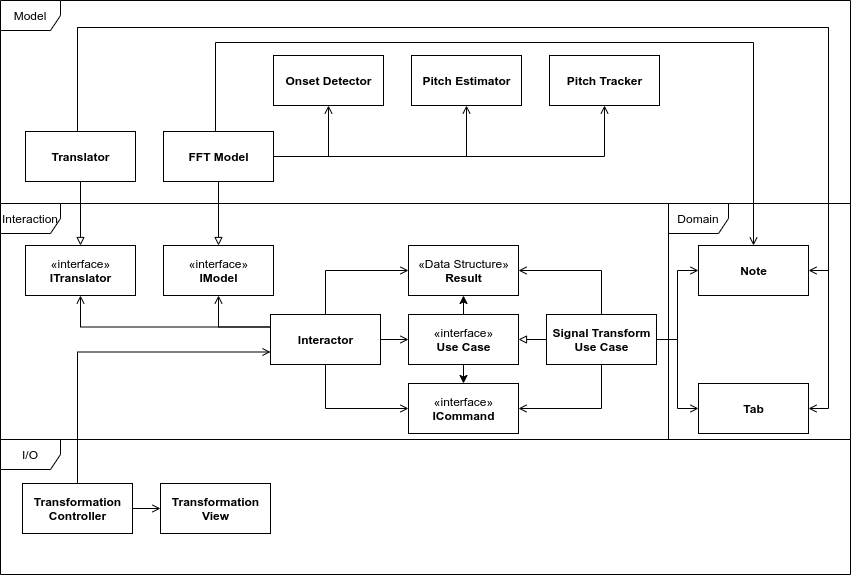 Model
Onset Detector
Pitch Estimator
Pitch Tracker
Translator
FFT Model
Interaction
Domain
«interface»
ITranslator
«interface»
IModel
«Data Structure»
Result
Note
Interactor
«interface»
Use Case
Signal Transform
Use Case
«interface»
ICommand
Tab
I/O
Transformation
Controller
Transformation
View